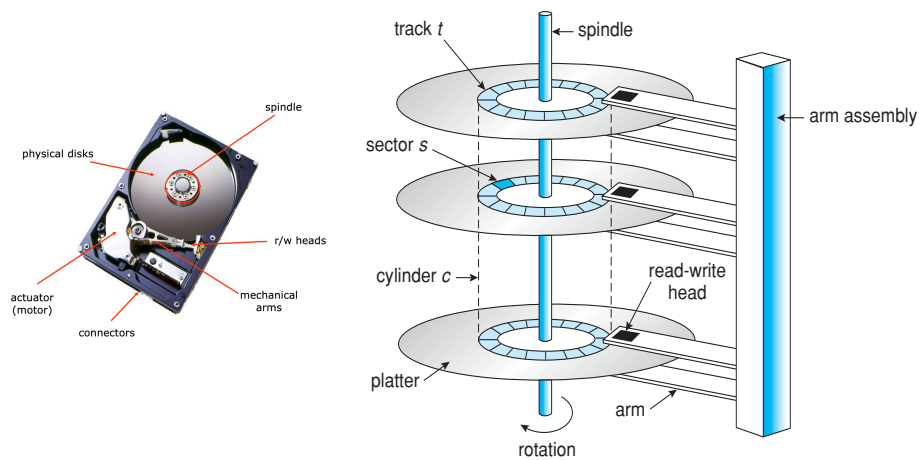 spindle
physical disks
r/w heads
mechanical
arms
actuator
(motor)
connectors
track t
spindle
arm assembly
sector s
cylinder c
read-write
head
platter
arm
rotation